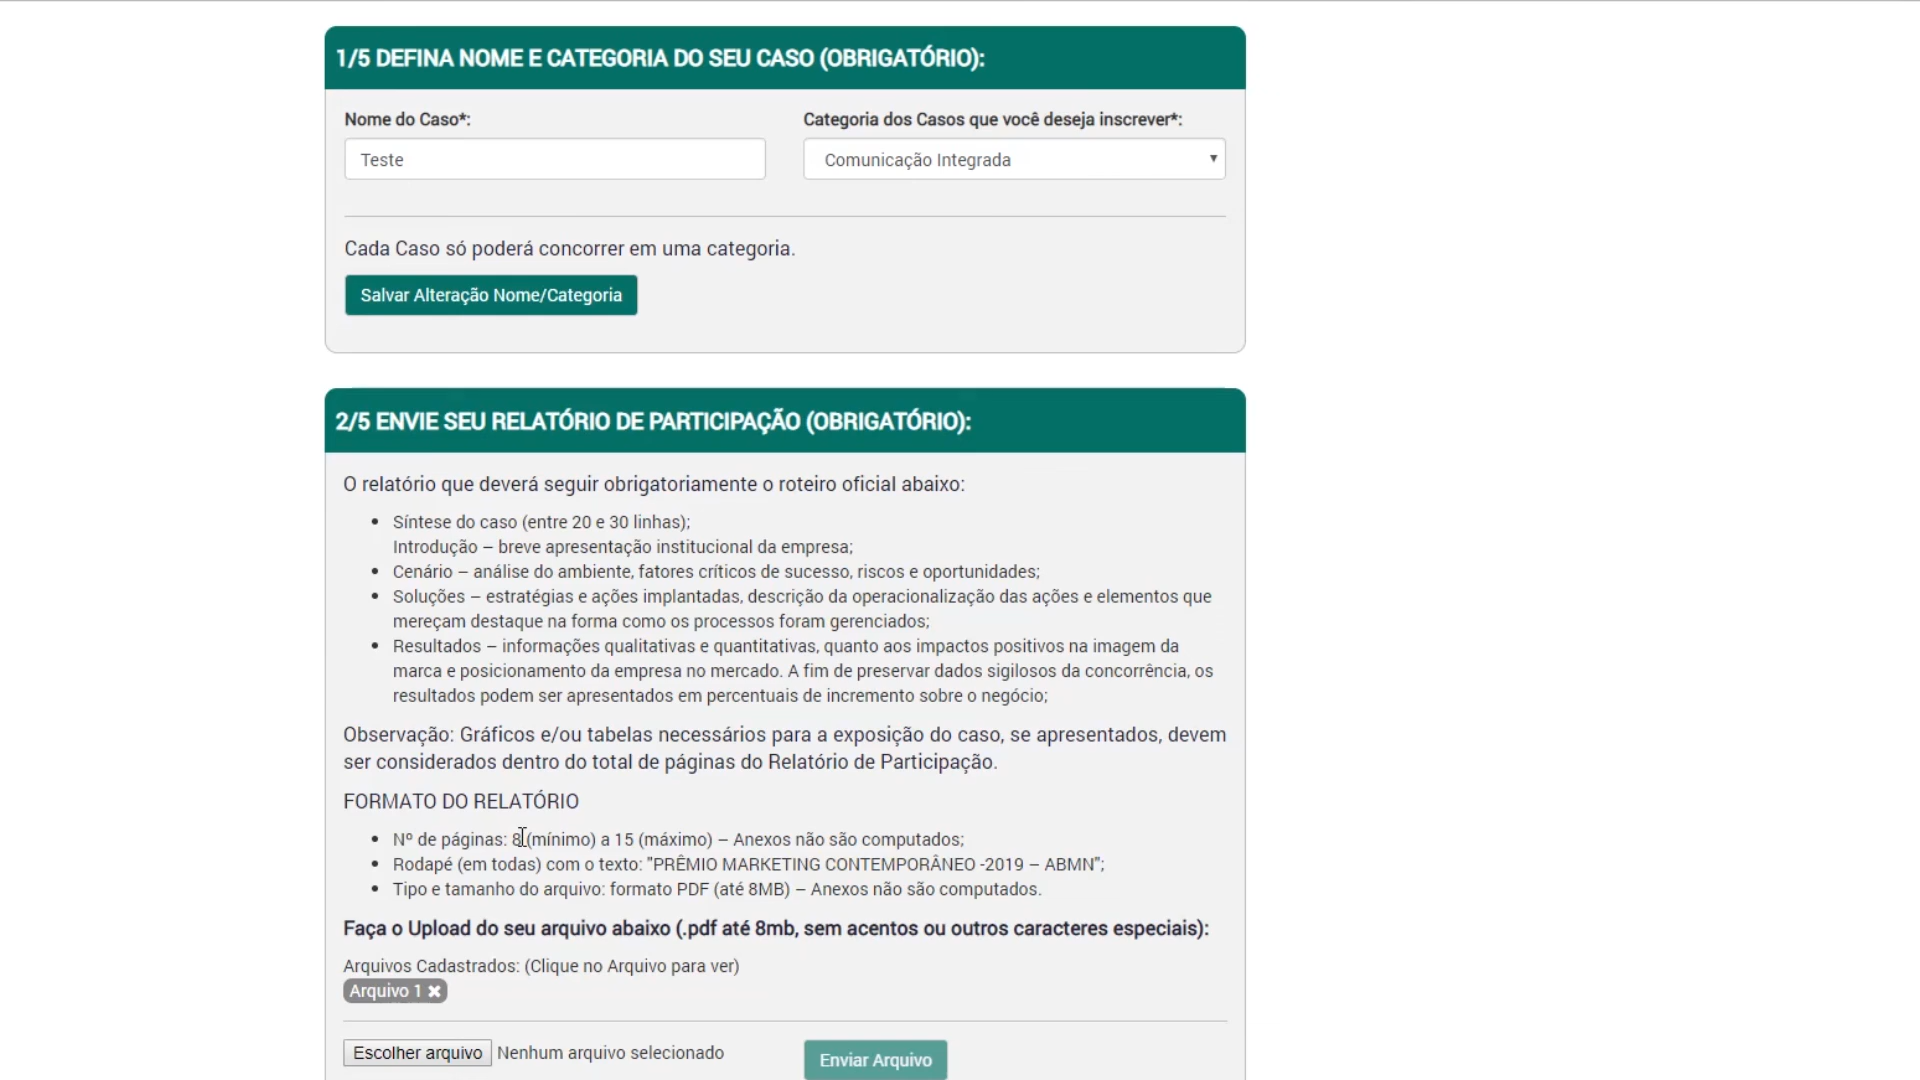 1/5 DEFINA NOME E CATEGORIA DO SEU CASO (OBRIGATÓRIO):
Nome do Caso*:
Categoria dos Casos que você deseja inscrever*:
Teste
Comunicação Integrada
Cada Caso só poderá concorrer em uma categoria.
Salvar Alteração Nome/Categoria
2/5 ENVIE SEU RELATÓRIO DE PARTICIPAÇÃO (OBRIGATÓRIO):
O relatório que deverá seguir obrigatoriamente o roteiro oficial abaixo:
• Síntese do caso (entre 20 e 30 linhas);
Introdução – breve apresentação institucional da empresa;
• Cenário – análise do ambiente, fatores críticos de sucesso, riscos e oportunidades;
• Soluções – estratégias e ações implantadas, descrição da operacionalização das ações e elementos que
mereçam destaque na forma como os processos foram gerenciados;
• Resultados – informações qualitativas e quantitativas, quanto aos impactos positivos na imagem da
marca e posicionamento da empresa no mercado. A fim de preservar dados sigilosos da concorrência, os
resultados podem ser apresentados em percentuais de incremento sobre o negócio;
Observação: Gráficos e/ou tabelas necessários para a exposição do caso, se apresentados, devem
ser considerados dentro do total de páginas do Relatório de Participação.
FORMATO DO RELATÓRIO
• Nº de páginas: 8 (mínimo) a 15 (máximo) – Anexos não são computados;
• Rodapé (em todas) com o texto: "PRÊMIO MARKETING CONTEMPORÂNEO -2019 – ABMN";
• Tipo e tamanho do arquivo: formato PDF (até 8MB) – Anexos não são computados.
Faça o Upload do seu arquivo abaixo (.pdf até 8mb, sem acentos ou outros caracteres especiais):
Arquivos Cadastrados: (Clique no Arquivo para ver)
Arquivo 1 ✖
Escolher arquivo Nenhum arquivo selecionado
Enviar Arquivo